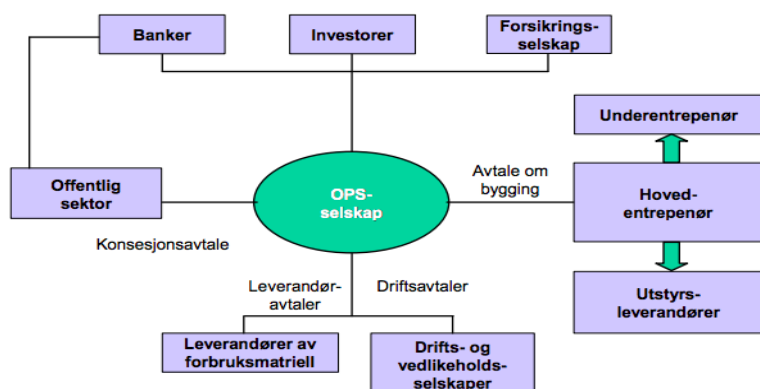 Banker
Investorer
Forsikrings-
selskap
Underentrepenør
Avtale om
bygging
Offentlig
sektor
OPS-
selskap
Hoved-
entrepenør
Konsesjonsavtale
Leverandør-
avtaler
Driftsavtaler
Utstyrs-
leverandører
Leverandører av
forbruksmatriell
Drifts- og
vedlikeholds-
selskaper